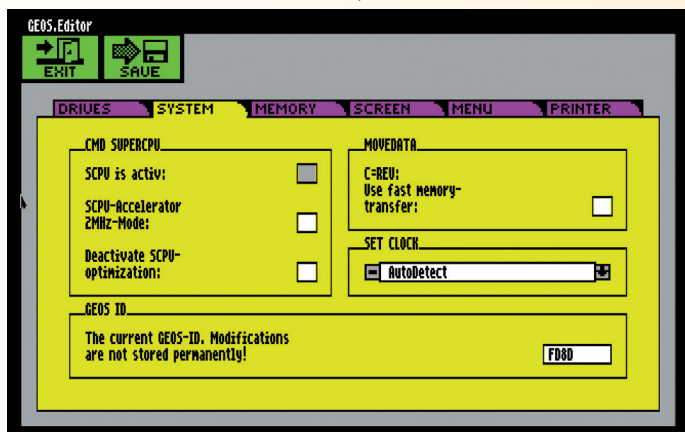 GEOS.Editor
EXIT
SAVE
DRIVES SYSTEM MEMORY SCREEN MENU PRINTER
CMD SUPERCPU
SCPU is activ:
SCPU-Accelerator
2MHz-Mode:
Deactivate SCPU-
optimization:
MOVEDATA
C=REU:
Use fast memory-
transfer:
SET CLOCK
AutoDetect
GEOS ID
The current GEOS-ID. Modifications
are not stored permanently!
FD8D